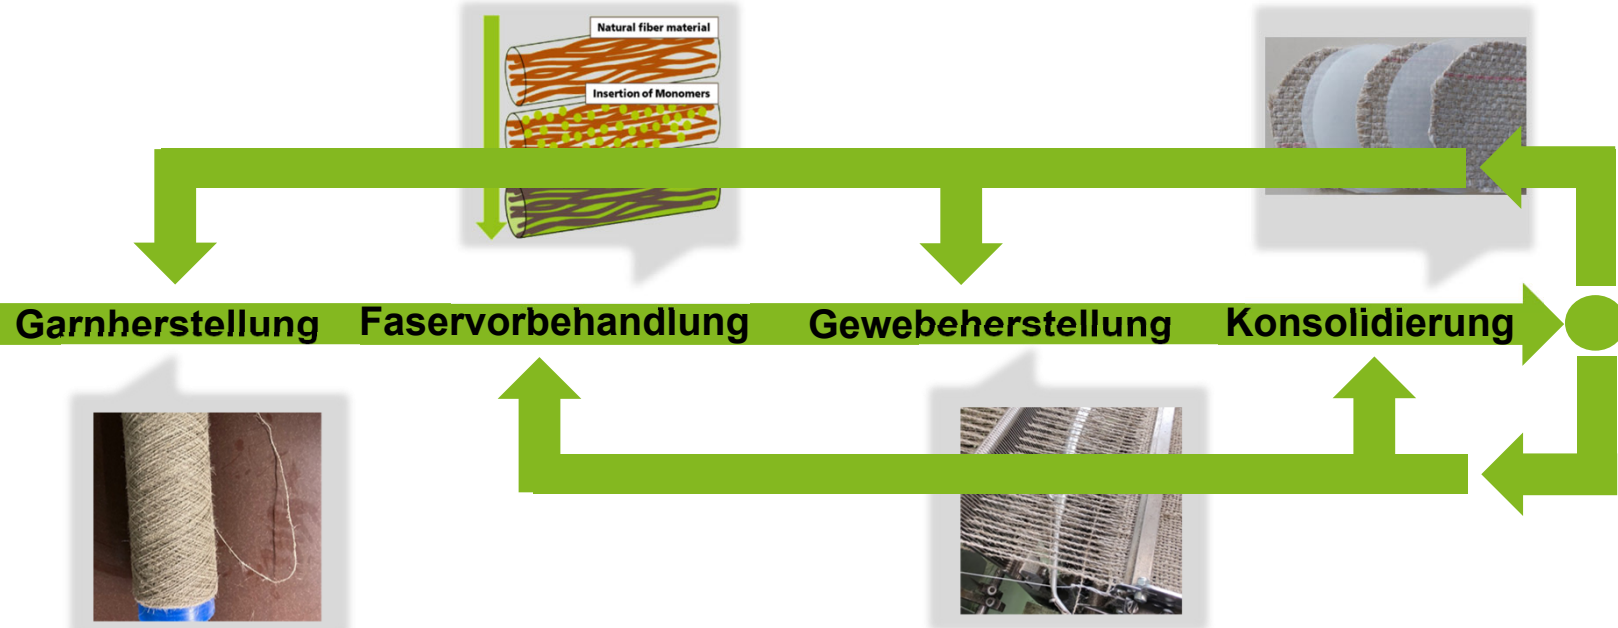 Natural fiber material
Insertion of Monomers
Garnherstellung
Faservorbehandlung
Gewebeherstellung
Konsolidierung